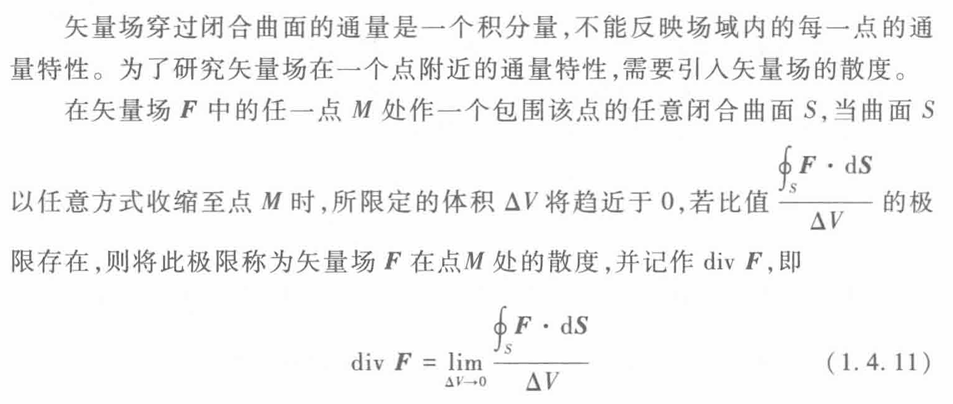 矢量场穿过闭合曲面的通量是一个积分量,不能反映场域内的每一点的通
量特性。为了研究矢量场在一个点附近的通量特性,需要引入矢量场的散度。
在矢量场 F 中的任一点 M 处作一个包围该点的任意闭合曲面 S,当曲面 S
以任意方式收缩至点 M 时,所限定的体积 ΔV 将趋近于 0,若比值 $\frac{\oint_S \boldsymbol{F} \cdot \mathrm{d}\boldsymbol{S}}{\Delta V}$ 的极
限存在,则将此极限称为矢量场 F 在点M 处的散度,并记作 div F,即
$\mathrm{div}\ \boldsymbol{F} = \lim_{\Delta V \to 0} \frac{\oint_S \boldsymbol{F} \cdot \mathrm{d}\boldsymbol{S}}{\Delta V}$ (1.4.11)